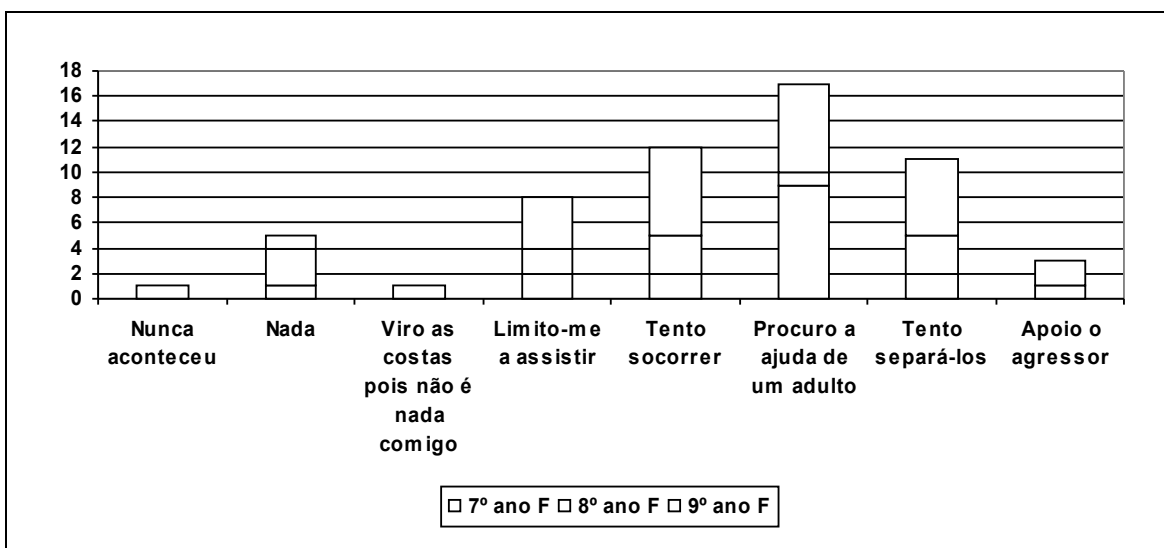 18
16
14
12
10
8
6
4
2
0
Nunca
aconteceu
Nada
Viro as
costas
pois não é
nada
comigo
Limito-me
a assistir
Tento
socorrer
Procuro a
ajuda de
um adulto
Tento
separá-los
Apoio o
agressor
7º ano F 8º ano F 9º ano F